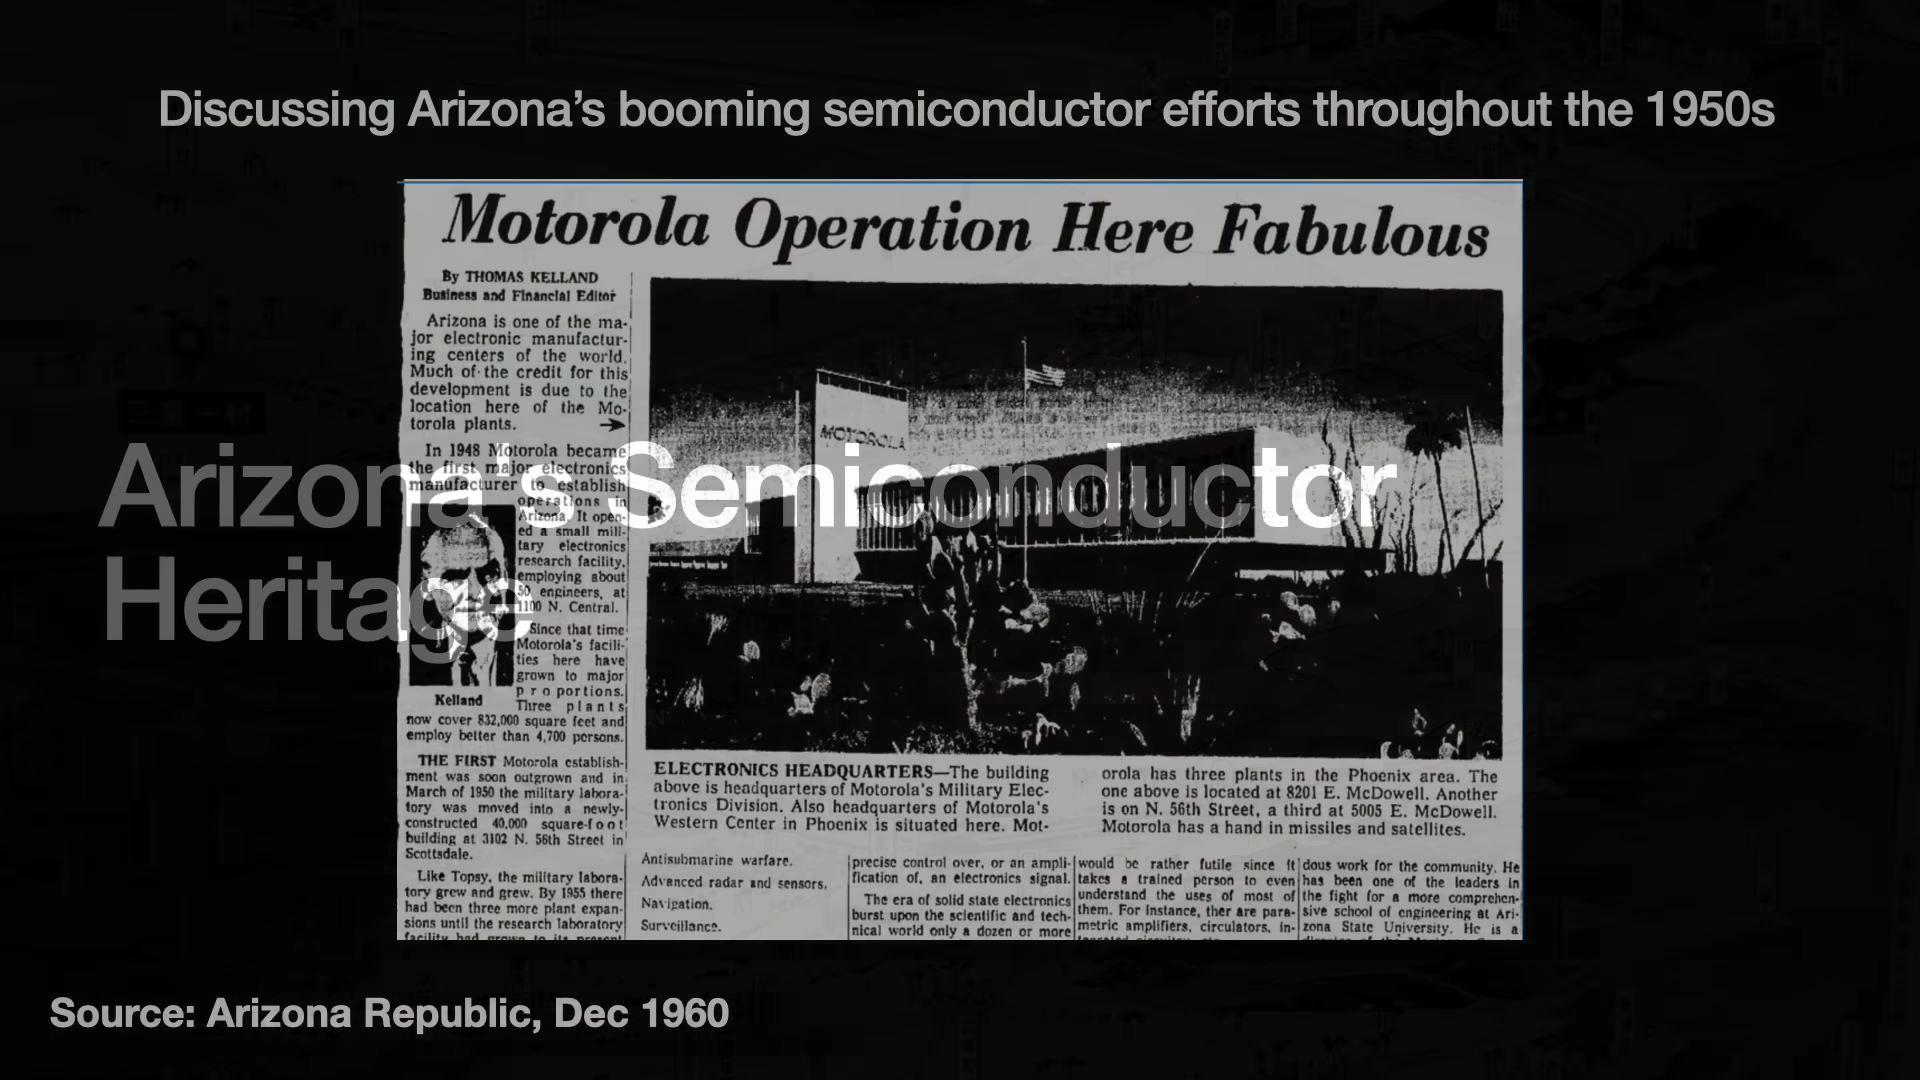 Discussing Arizona’s booming semiconductor efforts throughout the 1950s
Motorola Operation Here Fabulous
By THOMAS KELLAND
Business and Financial Editor
Arizona is one of the ma-
jor electronic manufactur-
ing centers of the world.
Much of the credit for this
development is due to the
location here of the Mo-
torola plants.
In 1948 Motorola became
the first major electronics
manufacturer to establish
operations in
Arizona. It open-
ed a small mili-
tary electronics
research facility,
employing about
50 engineers, at
1100 N. Central.
Since that time
Motorola's facili-
ties here have
grown to major
proportions.
Three plants
Kelland
now cover 832,000 square feet and
employ better than 4,700 persons.
THE FIRST Motorola establish-
ment was soon outgrown and in
March of 1950 the military labora-
tory was moved into a newly-
constructed 40,000 square-foot
building at 3102 N. 56th Street in
Scottsdale.
Like Topsy, the military labora-
tory grew and grew. By 1955 there
had been three more plant expan-
sions until the research laboratory
MOTOROLA
Arizona's Semiconductor
Heritage
ELECTRONICS HEADQUARTERS—The building
above is headquarters of Motorola's Military Elec-
tronics Division. Also headquarters of Motorola's
Western Center in Phoenix is situated here. Mot-
orola has three plants in the Phoenix area. The
one above is located at 8201 E. McDowell. Another
is on N. 56th Street, a third at 5005 E. McDowell.
Motorola has a hand in missiles and satellites.
Antisubmarine warfare.
Advanced radar and sensors.
Navigation.
Surveillance.
precise control over, or an ampli-
fication of, an electronics signal.
The era of solid state electronics
burst upon the scientific and tech-
nical world only a dozen or more
would be rather futile since it
takes a trained person to even
understand the uses of most of
them. For instance, ther are para-
metric amplifiers, circulators, in-
dous work for the community. He
has been one of the leaders in
the fight for a more comprehen-
sive school of engineering at Ari-
zona State University. He is a
Source: Arizona Republic, Dec 1960